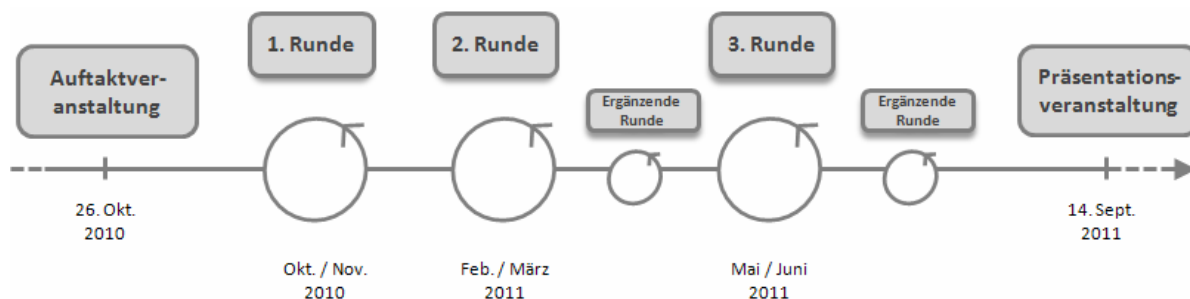 Auftaktver-
anstaltung
1. Runde
2. Runde
Ergänzende
Runde
3. Runde
Ergänzende
Runde
Präsentations-
veranstaltung
26. Okt.
2010
Okt. / Nov.
2010
Feb. / März
2011
Mai / Juni
2011
14. Sept.
2011